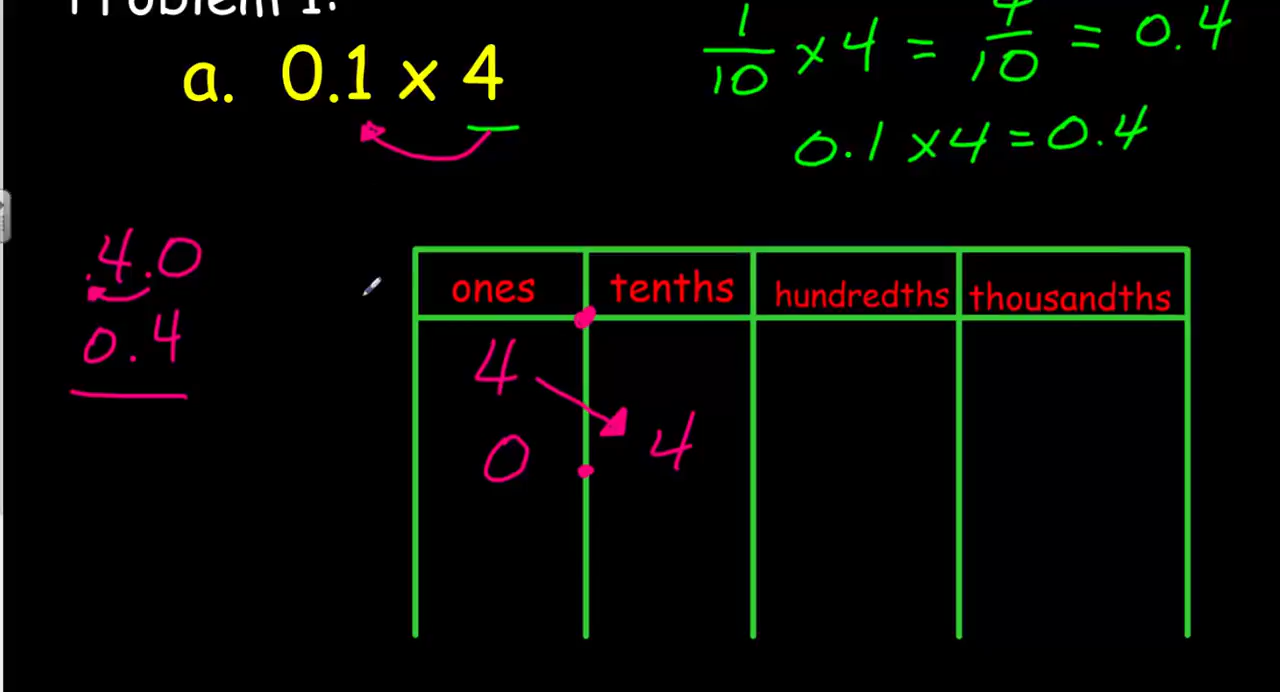 Problem 1:
a. 0.1 x 4
1/10 x 4 = 4/10 = 0.4
0.1 x 4 = 0.4
.4.0
0.4
ones tenths hundredths thousandths
4
0 . 4